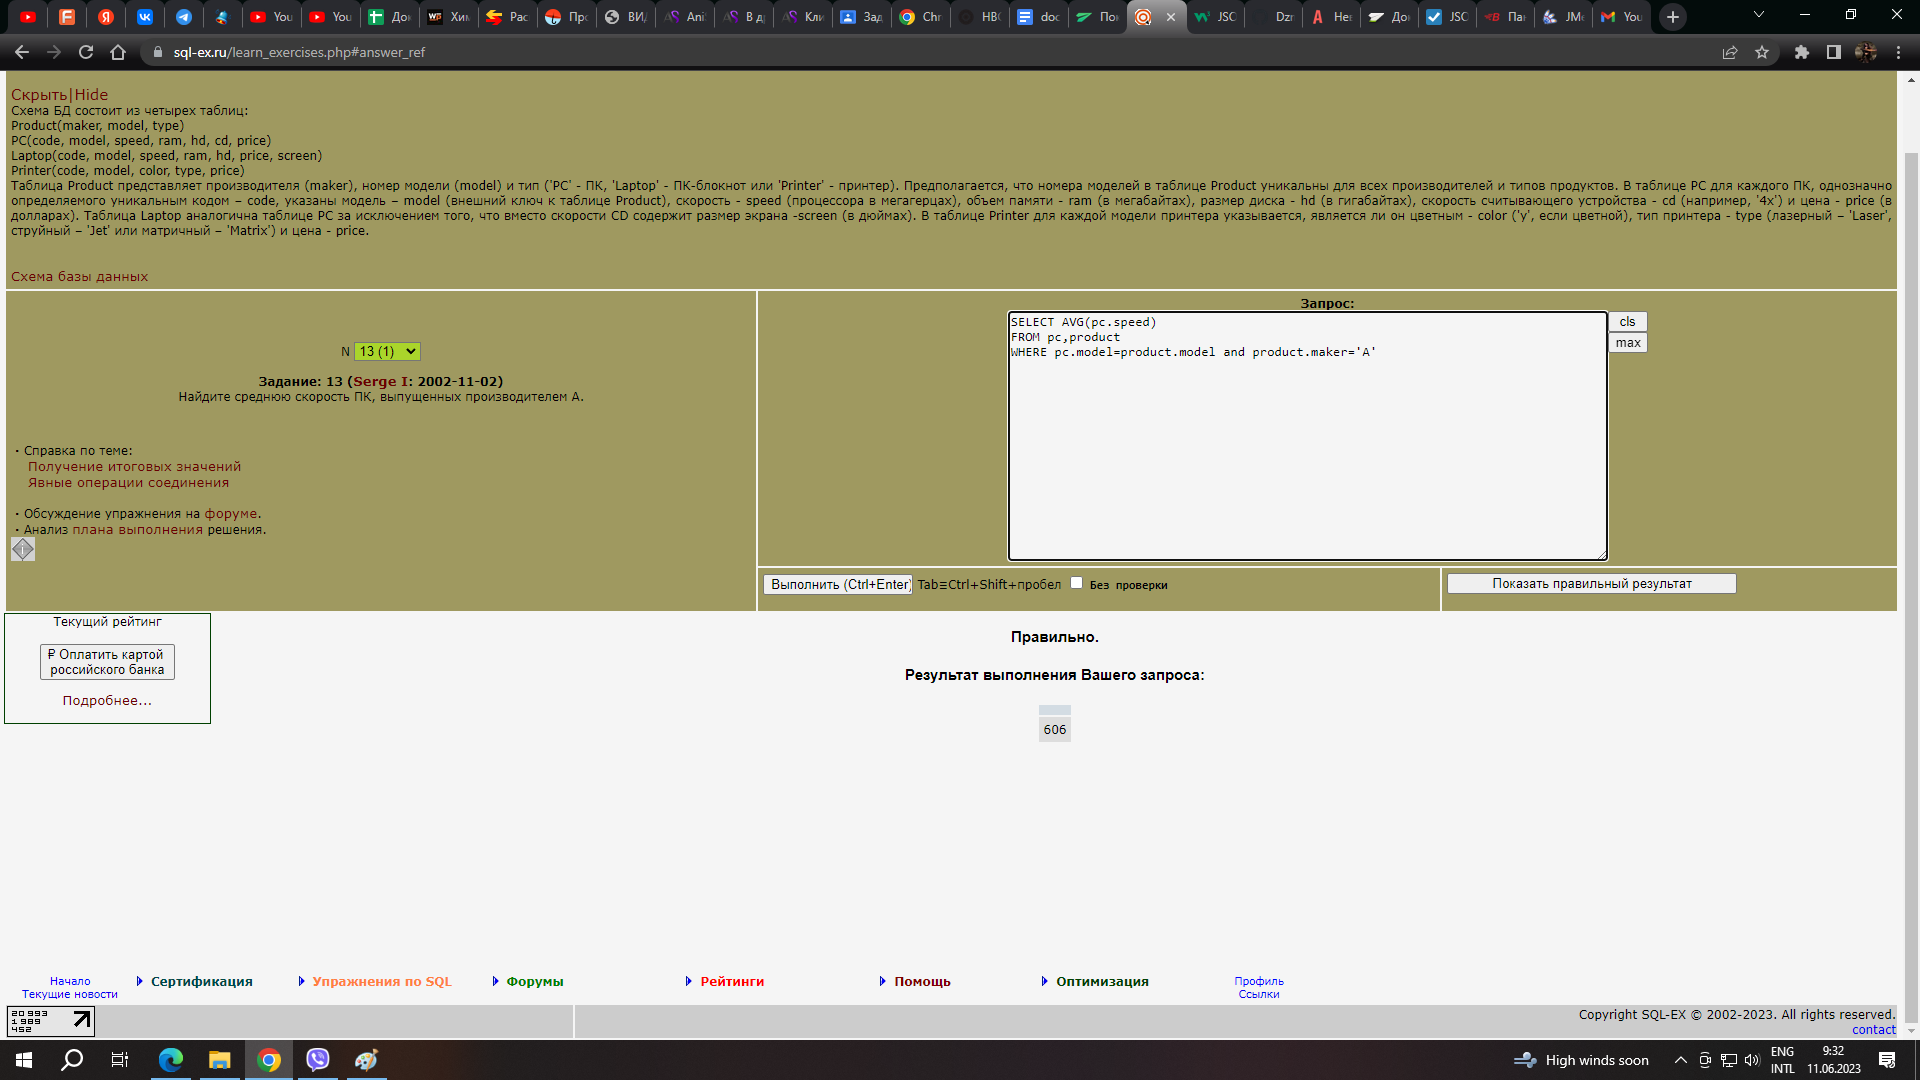 You
You
Док
Хим
Рас
Про
ВИД
Ani
В д
Кли
Зад
Chr
HBO
doc
Пои
JSC
Dzr
Нег
Док
JSC
Пан
JMe
You
sql-ex.ru/learn_exercises.php#answer_ref
Скрыть|Hide
Схема БД состоит из четырех таблиц:
Product(maker, model, type)
PC(code, model, speed, ram, hd, cd, price)
Laptop(code, model, speed, ram, hd, price, screen)
Printer(code, model, color, type, price)
Таблица Product представляет производителя (maker), номер модели (model) и тип ('PC' - ПК, 'Laptop' - ПК-блокнот или 'Printer' - принтер). Предполагается, что номера моделей в таблице Product уникальны для всех производителей и типов продуктов. В таблице PC для каждого ПК, однозначно
определяемого уникальным кодом – code, указаны модель – model (внешний ключ к таблице Product), скорость - speed (процессора в мегагерцах), объем памяти - ram (в мегабайтах), размер диска - hd (в гигабайтах), скорость считывающего устройства - cd (например, '4x') и цена - price (в
долларах). Таблица Laptop аналогична таблице РС за исключением того, что вместо скорости CD содержит размер экрана -screen (в дюймах). В таблице Printer для каждой модели принтера указывается, является ли он цветным - color ('y', если цветной), тип принтера - type (лазерный – 'Laser',
струйный – 'Jet' или матричный – 'Matrix') и цена - price.
Схема базы данных
N 13 (1)
Задание: 13 (Serge I: 2002-11-02)
Найдите среднюю скорость ПК, выпущенных производителем A.
• Справка по теме:
Получение итоговых значений
Явные операции соединения
• Обсуждение упражнения на форуме.
• Анализ плана выполнения решения.
Запрос:
SELECT AVG(pc.speed)
FROM pc,product
WHERE pc.model=product.model and product.maker='A'
cls
max
Выполнить (Ctrl+Enter) Tab≡Ctrl+Shift+пробел Без проверки
Показать правильный результат
Текущий рейтинг
₽ Оплатить картой
российского банка
Подробнее...
Правильно.
Результат выполнения Вашего запроса:
606
Начало
Текущие новости
Сертификация
Упражнения по SQL
Форумы
Рейтинги
Помощь
Оптимизация
Профиль
Ссылки
20 993
1 989
452
Copyright SQL-EX © 2002-2023. All rights reserved.
contact
High winds soon
ENG
INTL
9:32
11.06.2023